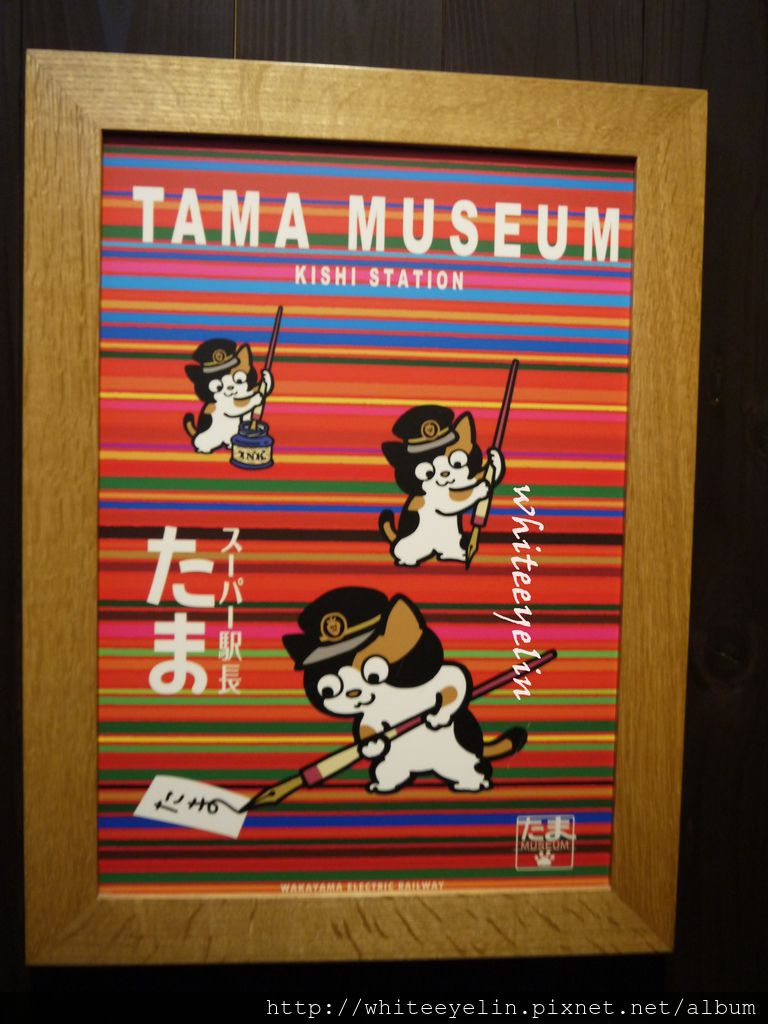 TAMA MUSEUM
KISHI STATION
INK
スーパー駅長
たま
whiteeyelin
たま
たま
MUSEUM
WAKAYAMA ELECTRIC RAILWAY
http://whiteeyelin.pixnet.net/album